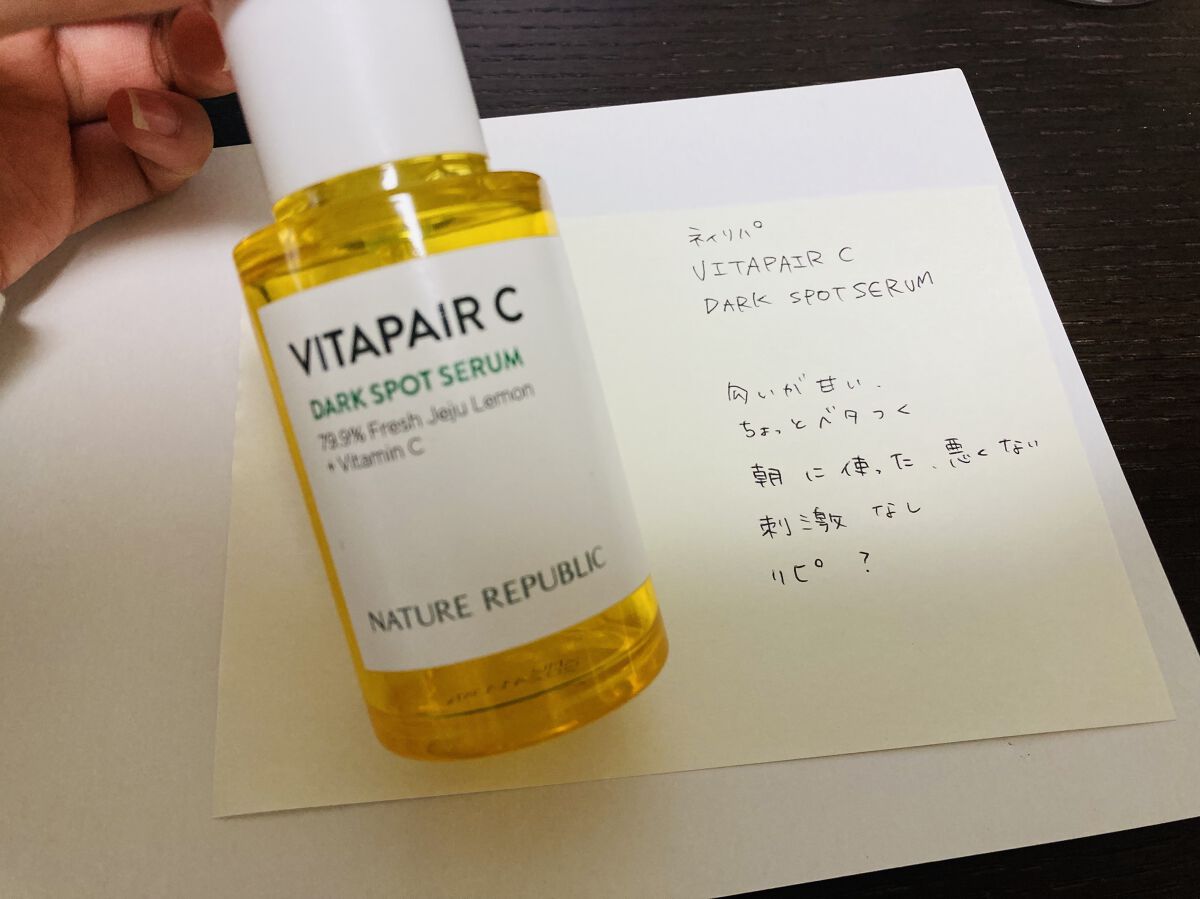 VITAPAIR C
DARK SPOT SERUM
79.9% Fresh Jeju Lemon
+ Vitamin C
NATURE REPUBLIC
ネイリパ
VITAPAIR C
DARK SPOT SERUM
匂いが甘い、
ちょっとベタつく
朝に使った、悪くない
刺激なし
リピ?